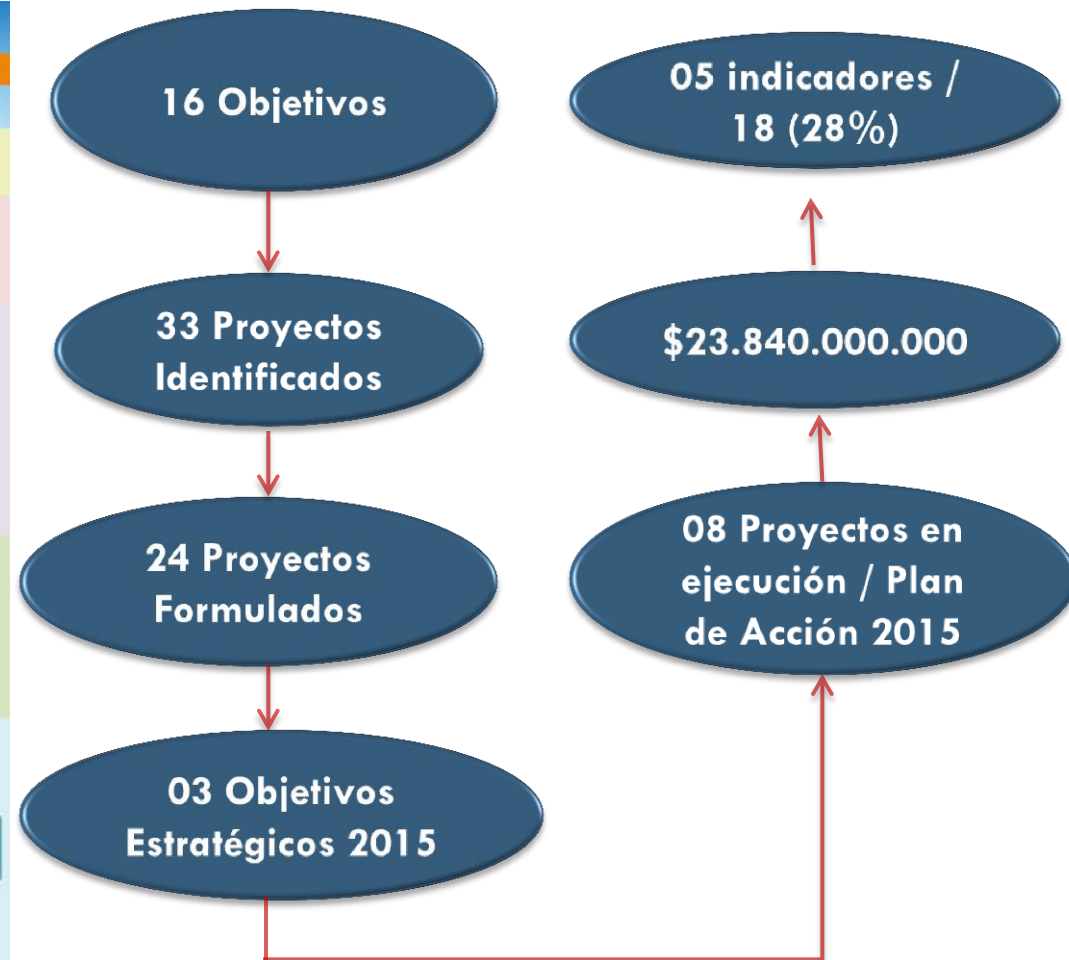 16 Objetivos
33 Proyectos
Identificados
24 Proyectos
Formulados
03 Objetivos
Estratégicos 2015
08 Proyectos en
ejecución / Plan
de Acción 2015
$23.840.000.000
05 indicadores /
18 (28%)